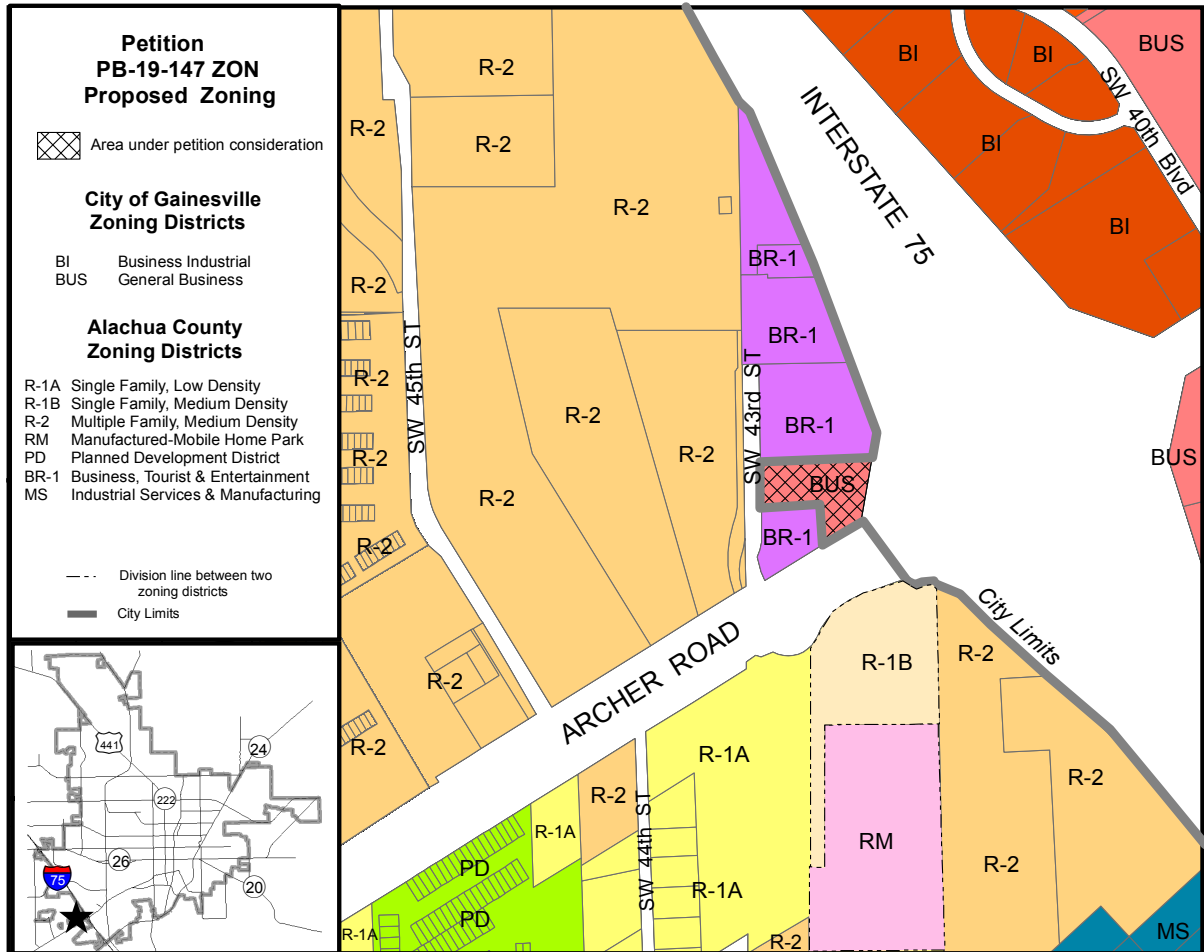 Petition
PB-19-147 ZON
Proposed Zoning
Area under petition consideration
City of Gainesville
Zoning Districts
BI Business Industrial
BUS General Business
Alachua County
Zoning Districts
R-1A Single Family, Low Density
R-1B Single Family, Medium Density
R-2 Multiple Family, Medium Density
RM Manufactured-Mobile Home Park
PD Planned Development District
BR-1 Business, Tourist & Entertainment
MS Industrial Services & Manufacturing
Division line between two
zoning districts
City Limits
441
24
222
26
75
20
R-2
R-2
R-2
R-2
R-2
R-2
R-2
R-2
R-2
R-2
R-2
R-2
R-2
R-2
SW 45th ST
SW 43rd ST
BR-1
BR-1
BR-1
BUS
BR-1
INTERSTATE 75
BI
BI
BI
BI
BUS
SW 40th Blvd
BUS
ARCHER ROAD
City Limits
R-1B
R-2
R-2
R-2
RM
R-1A
R-1A
R-2
R-1A
SW 44th ST
PD
PD
R-1A
R-2
MS